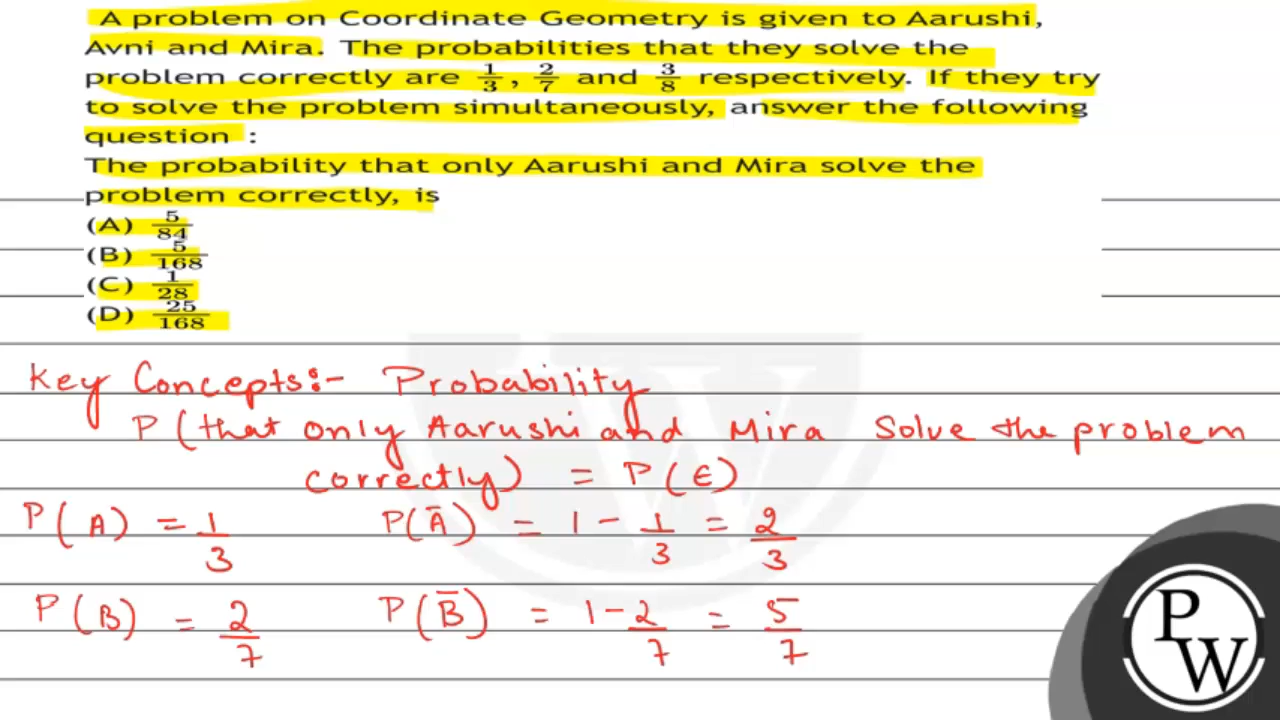 A problem on Coordinate Geometry is given to Aarushi,
Avni and Mira. The probabilities that they solve the
problem correctly are 1/3, 2/7 and 3/8 respectively. If they try
to solve the problem simultaneously, answer the following
question :
The probability that only Aarushi and Mira solve the
problem correctly, is
(A) 5/84
(B) 5/168
(C) 1/28
(D) 25/168
Key Concepts:- Probability
P (that only Aarushi and Mira Solve the problem
correctly) = P(E)
P(A) = 1/3 P(Ā) = 1 - 1/3 = 2/3
P(B) = 2/7 P(B̄) = 1 - 2/7 = 5/7
PW